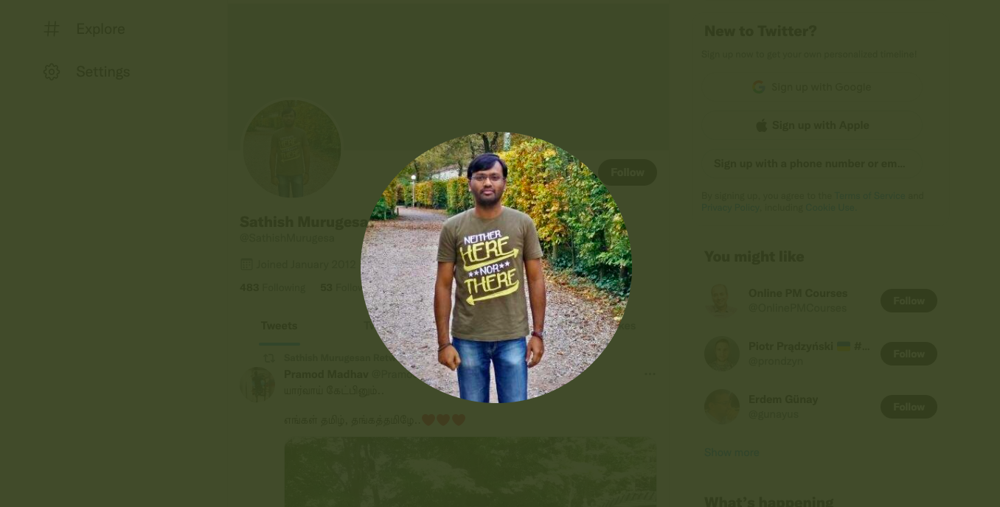 Explore
Settings
Sathish Murugesa
@SathishMurugesa
Joined January 2012
483 Following 53
Follow
Tweets
Sathish Murugesan
Pramod Madhav
யார்வாய் கேட்பினும்..
எங்கள் தமிழ், தங்கத்தமிழே..
NEITHER
HERE
NOR
THERE
New to Twitter?
Sign up now to get your own personalized timeline!
Sign up with Google
Sign up with Apple
Sign up with a phone number or em...
By signing up, you agree to the Terms of Service and
Privacy Policy, including Cookie Use.
You might like
Online PM Courses
@OnlinePMCourses
Follow
Piotr Prądzyński 🇺🇦 #...
@prondzyn
Follow
Erdem Günay
@gunayus
Follow
Show more
What's happening